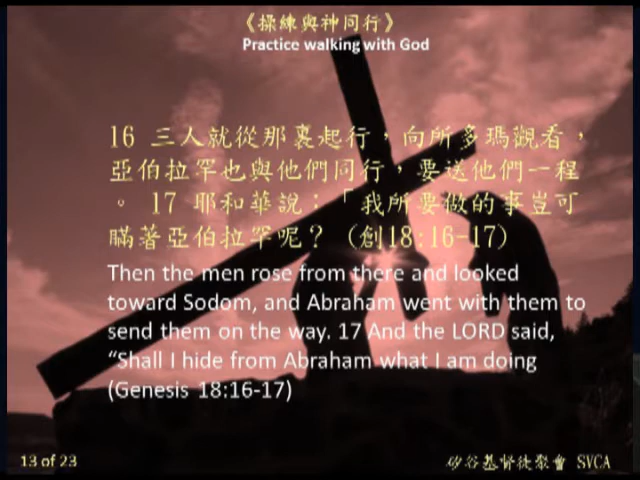 《操練與神同行》
Practice walking with God
16 三人就從那裏起行，向所多瑪觀看，
亞伯拉罕也與他們同行，要送他們一程
。 17 耶和華說：「我所要做的事豈可
瞞著亞伯拉罕呢？ (創18:16-17)
Then the men rose from there and looked
toward Sodom, and Abraham went with them to
send them on the way. 17 And the LORD said,
“Shall I hide from Abraham what I am doing
(Genesis 18:16-17)
13 of 23
矽谷基督徒聚會 SVCA